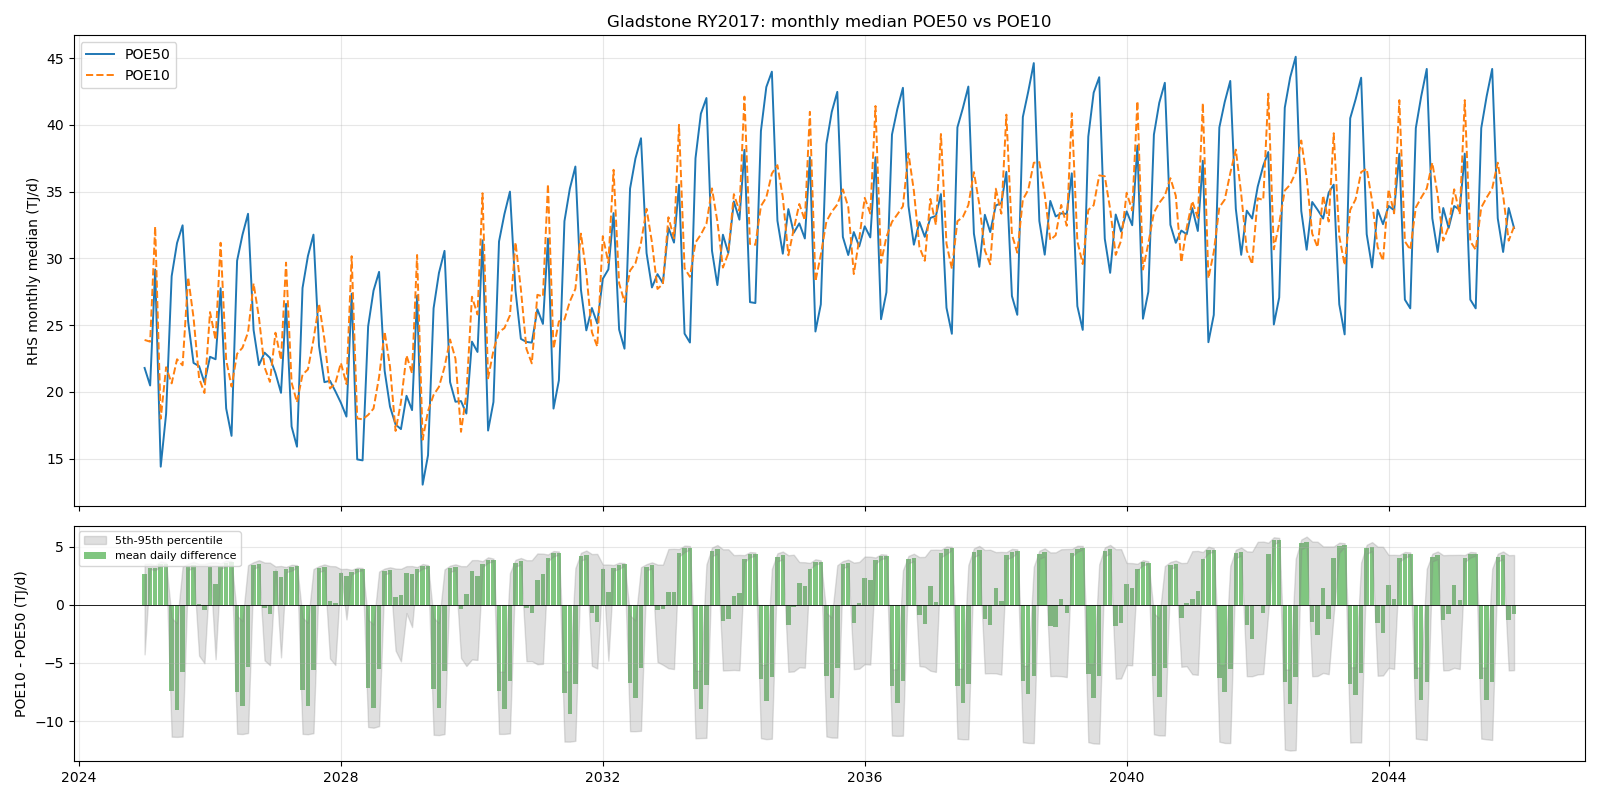 Gladstone RY2017: monthly median POE50 vs POE10
POE50
POE10
RHS monthly median (TJ/d)
45
40
35
30
25
20
15
5th-95th percentile
mean daily difference
POE10 - POE50 (TJ/d)
5
0
−5
−10
2024
2028
2032
2036
2040
2044